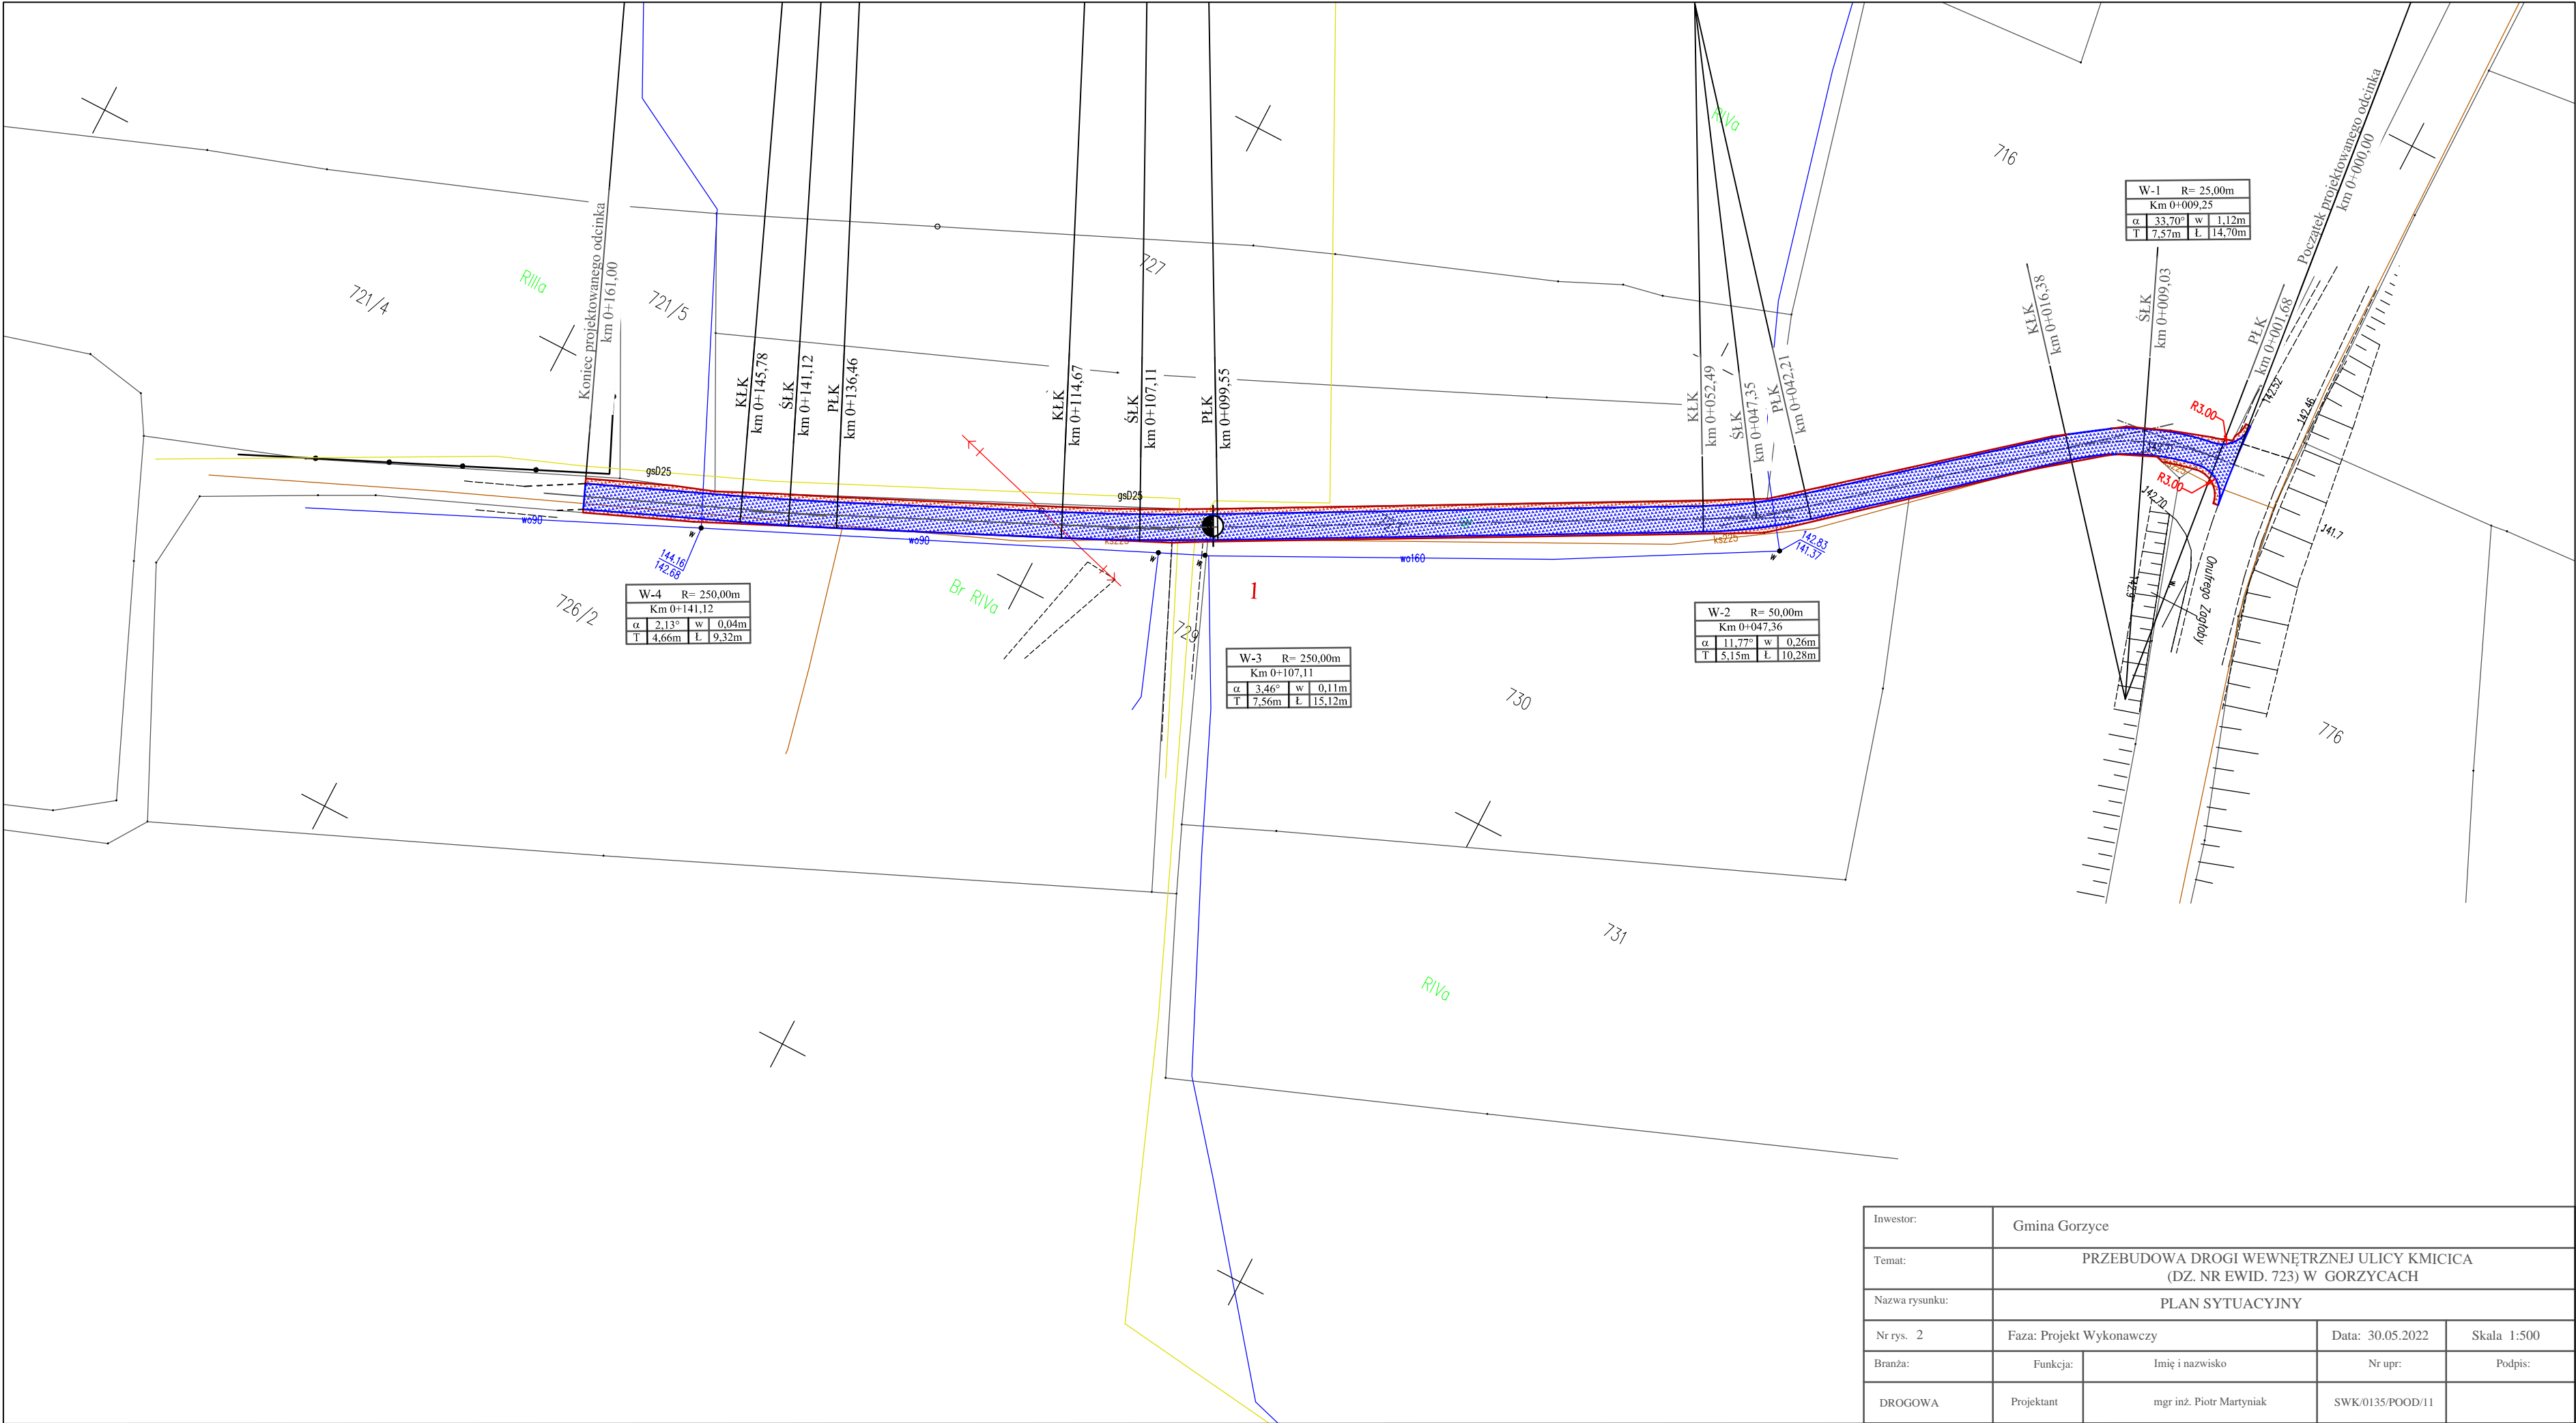 RIVa
716
Początek projektowanego odcinka
km 0+000,00
W-1 R= 25,00m
Km 0+009,25
α 33,70° w 1,12m
T 7,57m Ł 14,70m
KŁK
km 0+016,38
ŚŁK
km 0+009,03
PŁK
km 0+001,68
721/4
RIIIa
Koniec projektowanego odcinka
km 0+161,00
721/5
727
KŁK
km 0+145,78
ŚŁK
km 0+141,12
PŁK
km 0+136,46
KŁK
km 0+114,67
ŚŁK
km 0+107,11
PŁK
km 0+099,55
KŁK
km 0+052,49
ŚŁK
km 0+047,35
PŁK
km 0+042,21
R3.00
142.52
142.46
R3.00
142.70
141.7
142.9
Onufrego Zagłoby
gsD25
gsD25
wo90
wo90
ks225
wo160
ks225
w
w
w
w
144.16
142.68
142.83
141.37
W-4 R= 250,00m
Km 0+141,12
α 2,13° w 0,04m
T 4,66m Ł 9,32m
726/2
Br RIVa
729
1
W-3 R= 250,00m
Km 0+107,11
α 3,46° w 0,11m
T 7,56m Ł 15,12m
W-2 R= 50,00m
Km 0+047,36
α 11,77° w 0,26m
T 5,15m Ł 10,28m
730
776
731
RIVa
Inwestor: Gmina Gorzyce
Temat: PRZEBUDOWA DROGI WEWNĘTRZNEJ ULICY KMICICA
(DZ. NR EWID. 723) W GORZYCACH
Nazwa rysunku: PLAN SYTUACYJNY
Nr rys. 2 Faza: Projekt Wykonawczy Data: 30.05.2022 Skala 1:500
Branża: Funkcja: Imię i nazwisko Nr upr: Podpis:
DROGOWA Projektant mgr inż. Piotr Martyniak SWK/0135/POOD/11